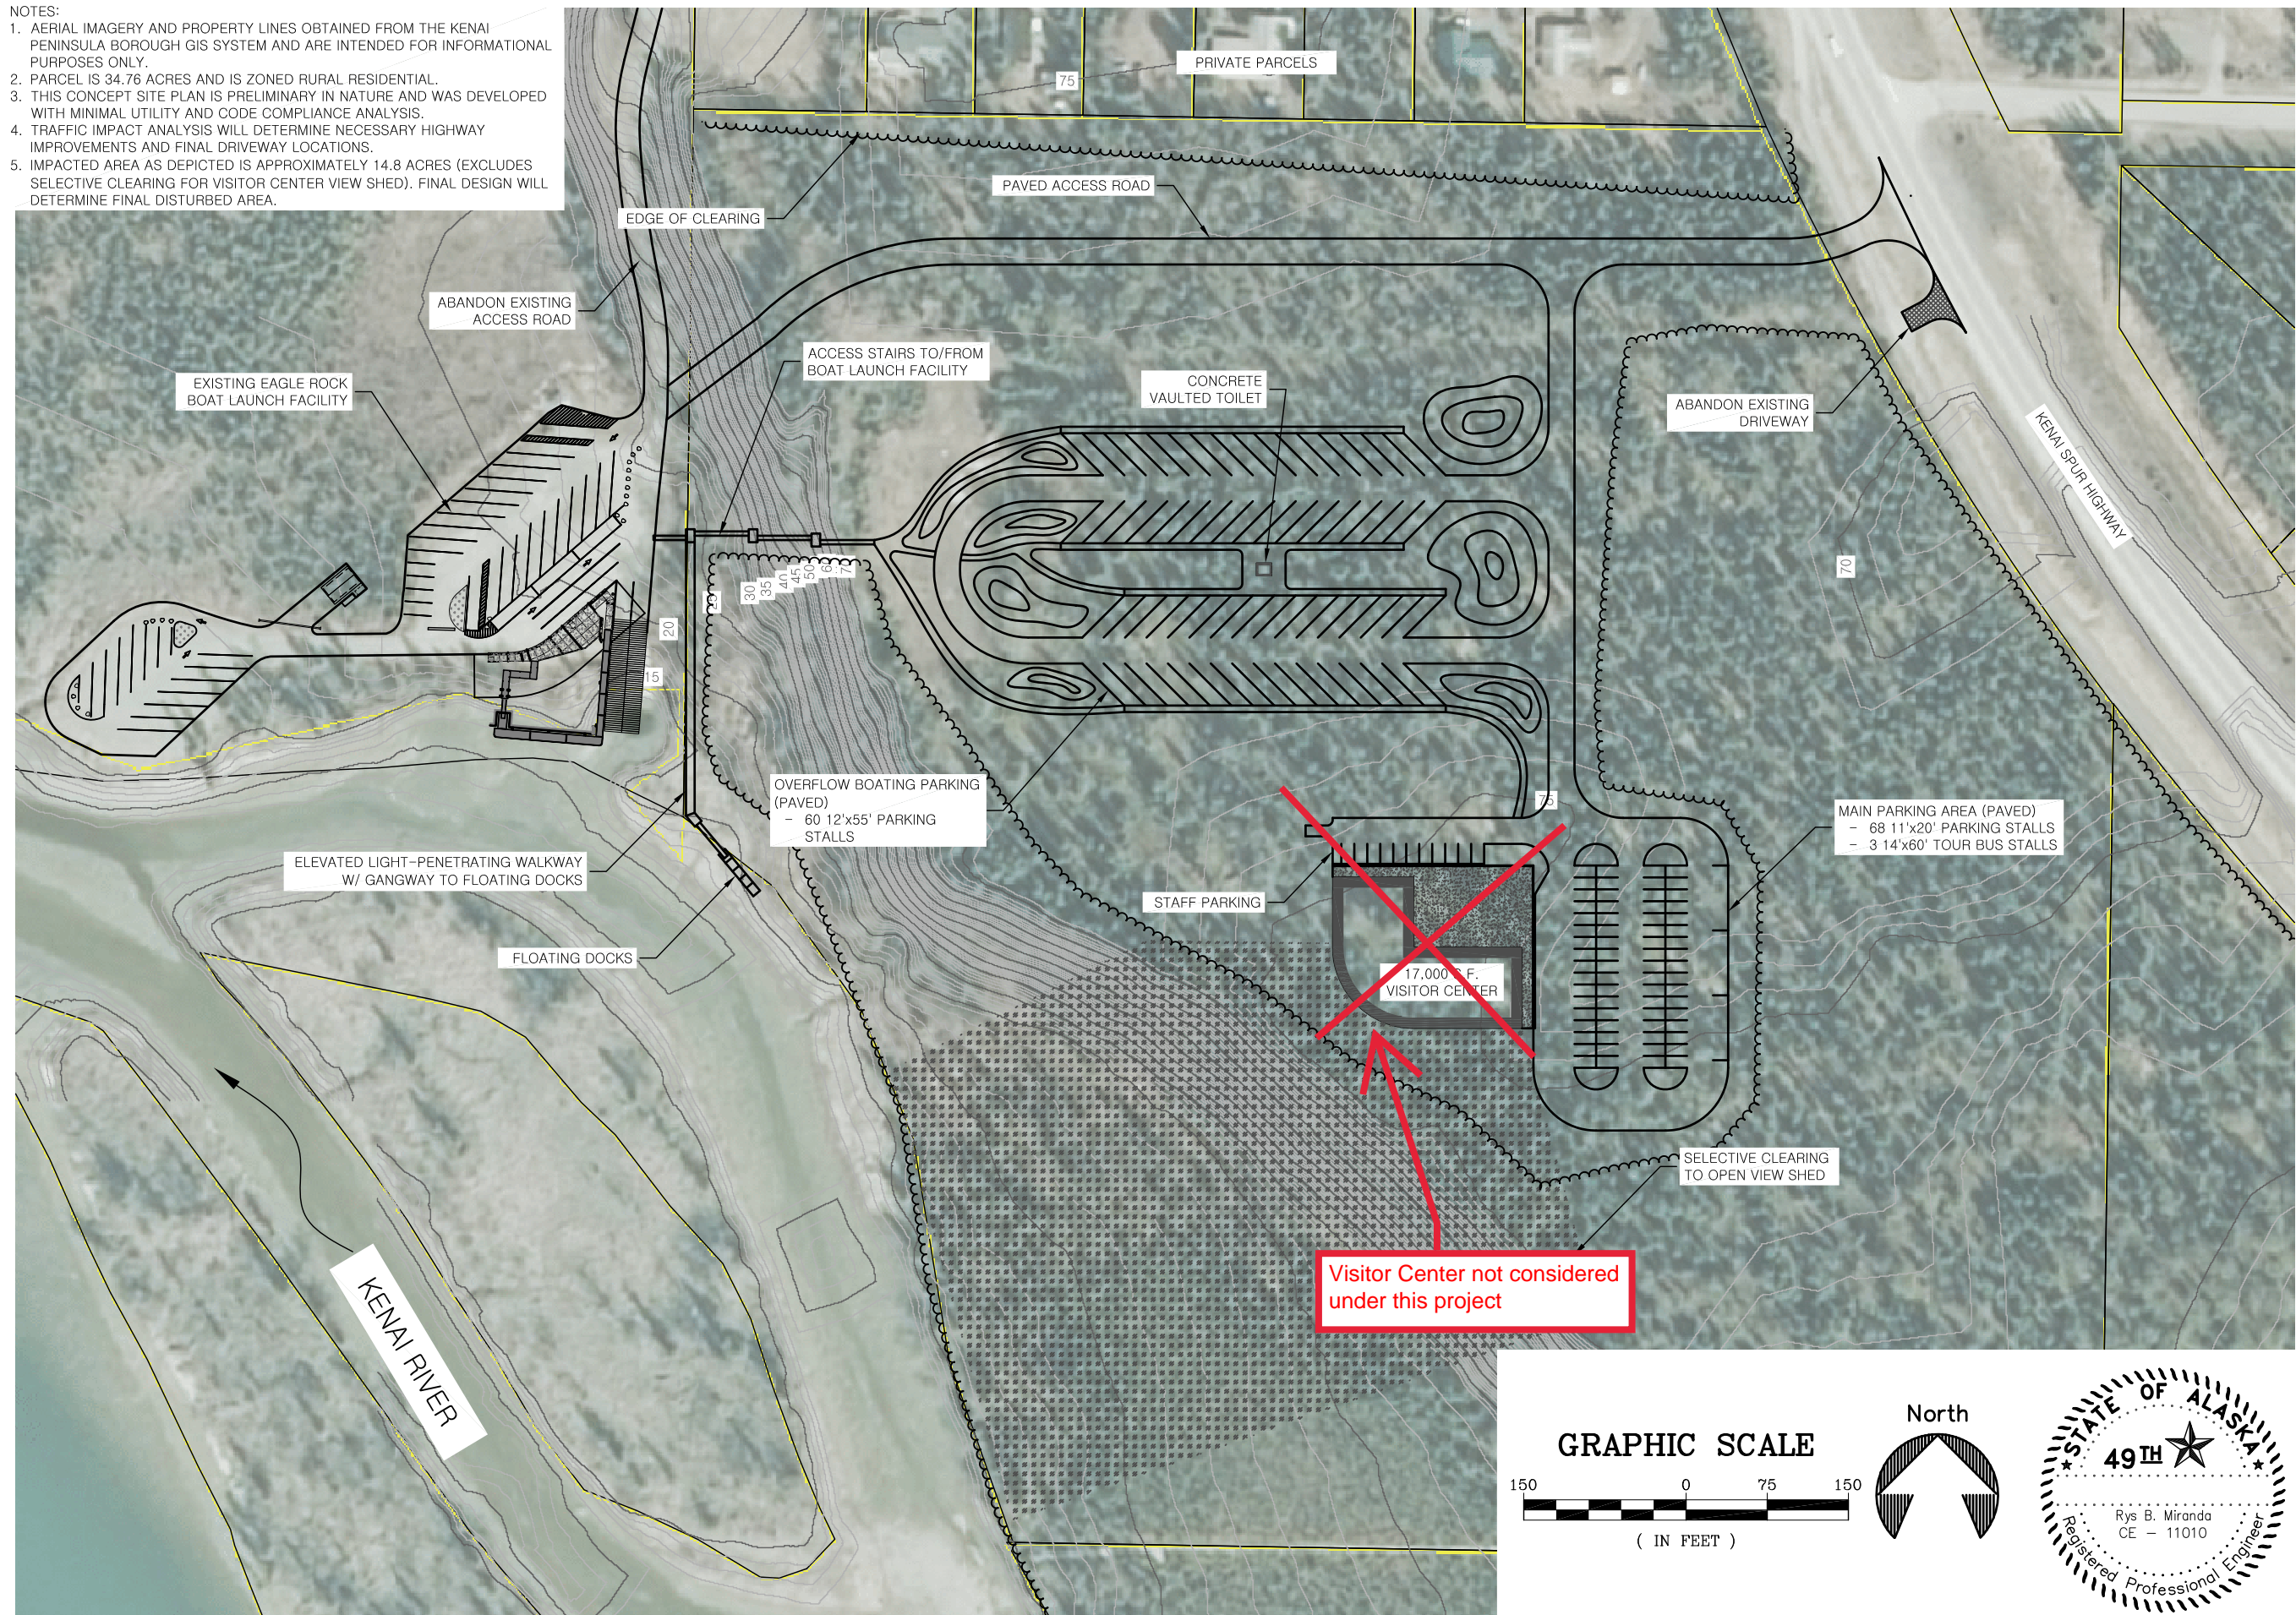 NOTES:
1. AERIAL IMAGERY AND PROPERTY LINES OBTAINED FROM THE KENAI
PENINSULA BOROUGH GIS SYSTEM AND ARE INTENDED FOR INFORMATIONAL
PURPOSES ONLY.
2. PARCEL IS 34.76 ACRES AND IS ZONED RURAL RESIDENTIAL.
3. THIS CONCEPT SITE PLAN IS PRELIMINARY IN NATURE AND WAS DEVELOPED
WITH MINIMAL UTILITY AND CODE COMPLIANCE ANALYSIS.
4. TRAFFIC IMPACT ANALYSIS WILL DETERMINE NECESSARY HIGHWAY
IMPROVEMENTS AND FINAL DRIVEWAY LOCATIONS.
5. IMPACTED AREA AS DEPICTED IS APPROXIMATELY 14.8 ACRES (EXCLUDES
SELECTIVE CLEARING FOR VISITOR CENTER VIEW SHED). FINAL DESIGN WILL
DETERMINE FINAL DISTURBED AREA.
PRIVATE PARCELS
75
PAVED ACCESS ROAD
EDGE OF CLEARING
ABANDON EXISTING
ACCESS ROAD
ACCESS STAIRS TO/FROM
BOAT LAUNCH FACILITY
EXISTING EAGLE ROCK
BOAT LAUNCH FACILITY
CONCRETE
VAULTED TOILET
ABANDON EXISTING
DRIVEWAY
KENAI SPUR HIGHWAY
70
30
35
40
45
50
20
15
75
OVERFLOW BOATING PARKING
(PAVED)
- 60 12'x55' PARKING
STALLS
MAIN PARKING AREA (PAVED)
- 68 11'x20' PARKING STALLS
- 3 14'x60' TOUR BUS STALLS
ELEVATED LIGHT-PENETRATING WALKWAY
W/ GANGWAY TO FLOATING DOCKS
STAFF PARKING
FLOATING DOCKS
17,000 S.F.
VISITOR CENTER
SELECTIVE CLEARING
TO OPEN VIEW SHED
Visitor Center not considered
under this project
KENAI RIVER
GRAPHIC SCALE
150 0 75 150
( IN FEET )
North
STATE OF ALASKA
49TH
Rys B. Miranda
CE - 11010
Registered Professional Engineer